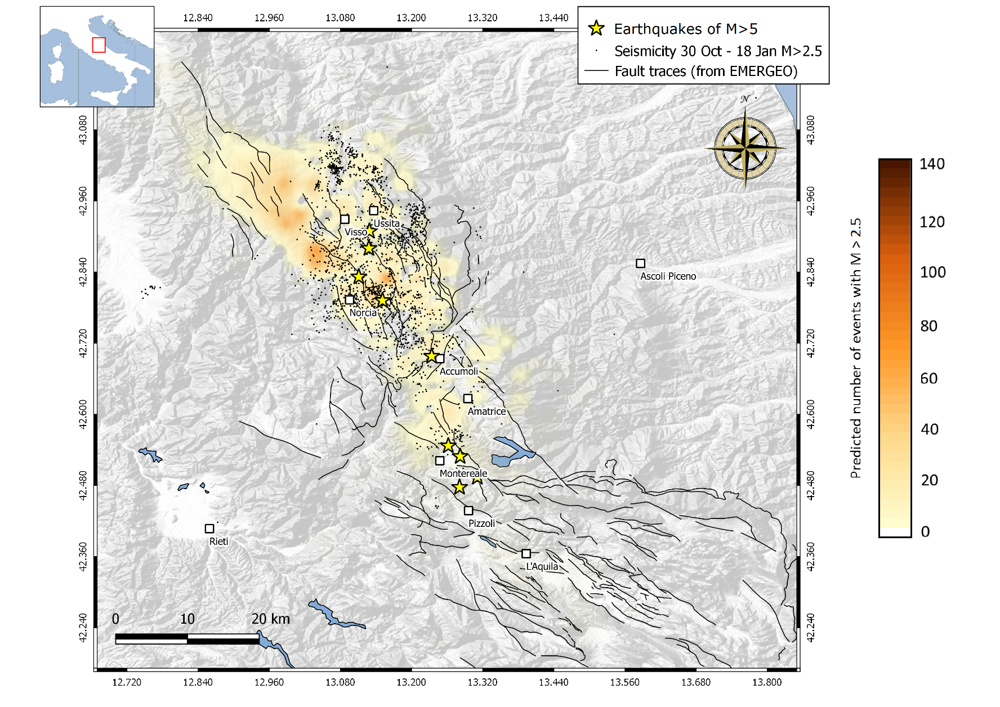 12.840 12.960 13.080 13.200 13.320 13.440
Earthquakes of M>5
Seismicity 30 Oct - 18 Jan M>2.5
Fault traces (from EMERGEO)
N
43.080
42.960
42.840
42.720
42.600
42.480
42.360
42.240
43.080
42.960
42.840
42.720
42.600
42.480
42.360
42.240
Ussita
Visso
Ascoli Piceno
Norcia
Accumoli
Amatrice
Montereale
Pizzoli
Rieti
L'Aquila
0 10 20 km
12.720 12.840 12.960 13.080 13.200 13.320 13.440 13.560 13.680 13.800
Predicted number of events with M > 2.5
140
120
100
80
60
40
20
0